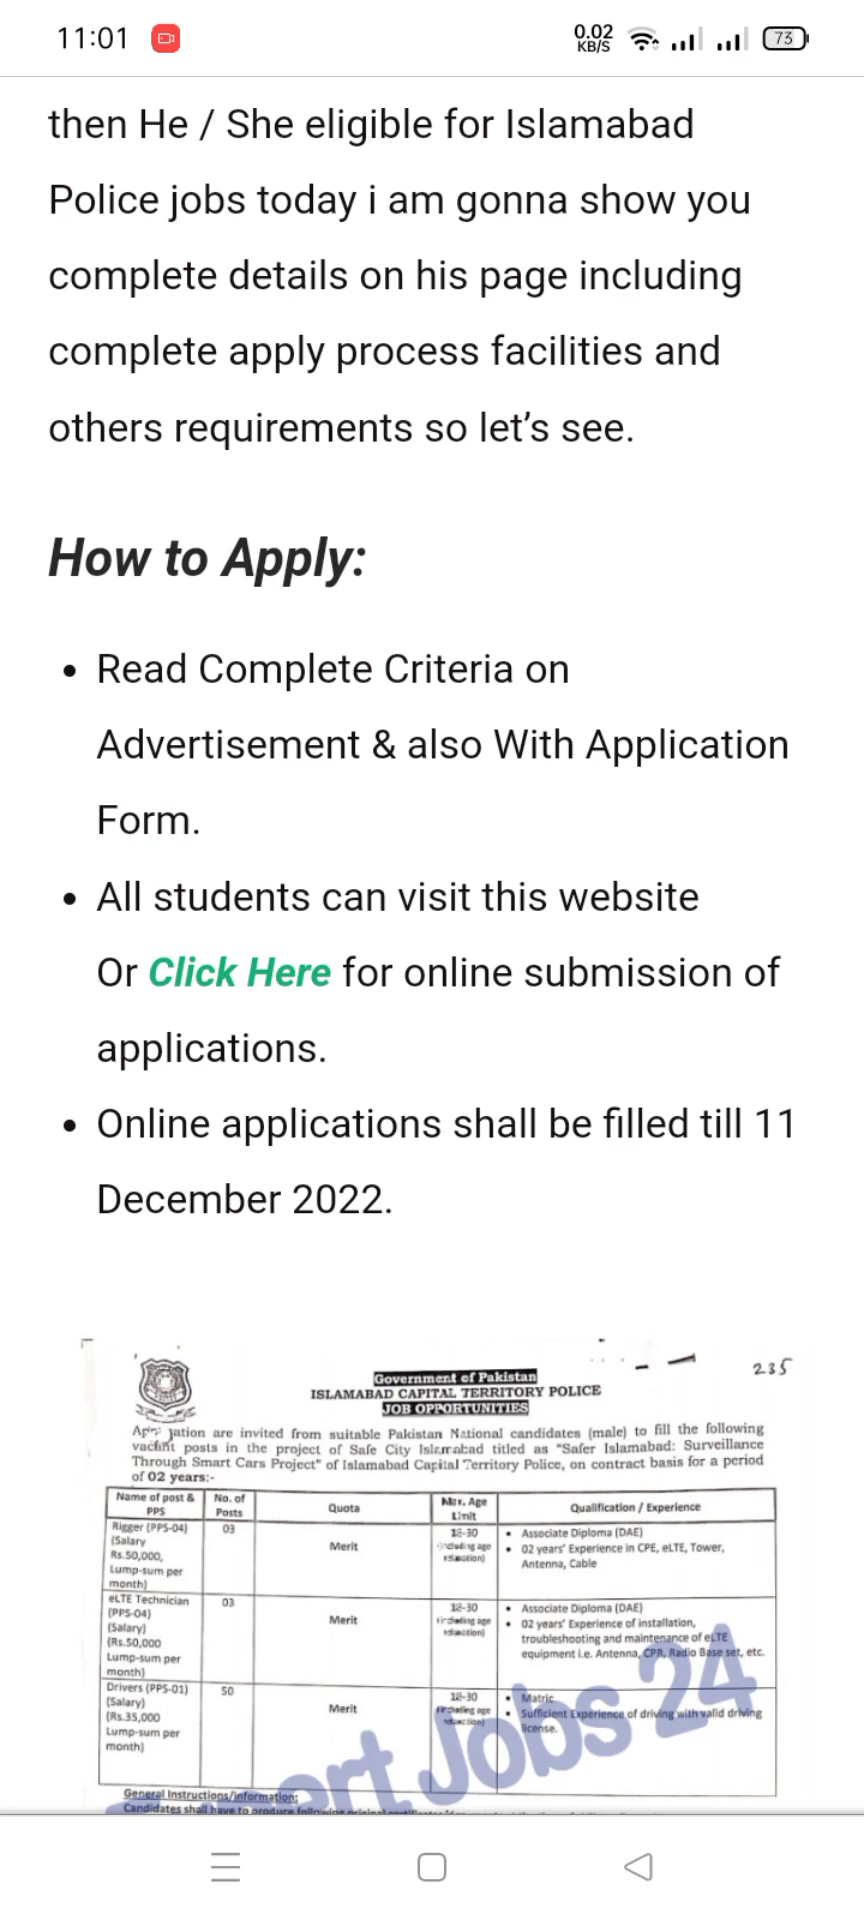 11:01
0.02
KB/S
73
then He / She eligible for Islamabad
Police jobs today i am gonna show you
complete details on his page including
complete apply process facilities and
others requirements so let's see.
How to Apply:
• Read Complete Criteria on
Advertisement & also With Application
Form.
• All students can visit this website
Or Click Here for online submission of
applications.
• Online applications shall be filled till 11
December 2022.
235
Government of Pakistan
ISLAMABAD CAPITAL TERRITORY POLICE
JOB OPPORTUNITIES
are invited from suitable Pakistan National candidates (male) to fill the following
vacant posts in the project of Safe City Islamabad titled as "Safer Islamabad: Surveillance
Through Smart Cars Project" of Islamabad Capital Territory Police, on contract basis for a period
of 02 years:-
Name of post & PPS
No. of Posts
Quota
Max. Age Limit
Qualification / Experience
Rigger (PPS-04)
(Salary
Rs.50,000,
Lump-sum per
month)
03
Merit
18-30
• Associate Diploma (DAE)
• 02 years' Experience in CPE, eLTE, Tower,
Antenna, Cable
eLTE Technician
(PPS-04)
(Salary)
(Rs.50,000
Lump-sum per
month)
03
Merit
18-30
• Associate Diploma (DAE)
• 02 years' Experience of installation,
troubleshooting and maintenance of eLTE
equipment i.e. Antenna, CPR, Radio Base set, etc.
Drivers (PPS-01)
(Salary)
(Rs.35,000
Lump-sum per
month)
50
Merit
18-30
• Matric
• Sufficient Experience of driving with valid driving
license.
Jobs 24
General Instructions/information:
Candidates shall have to produce following original